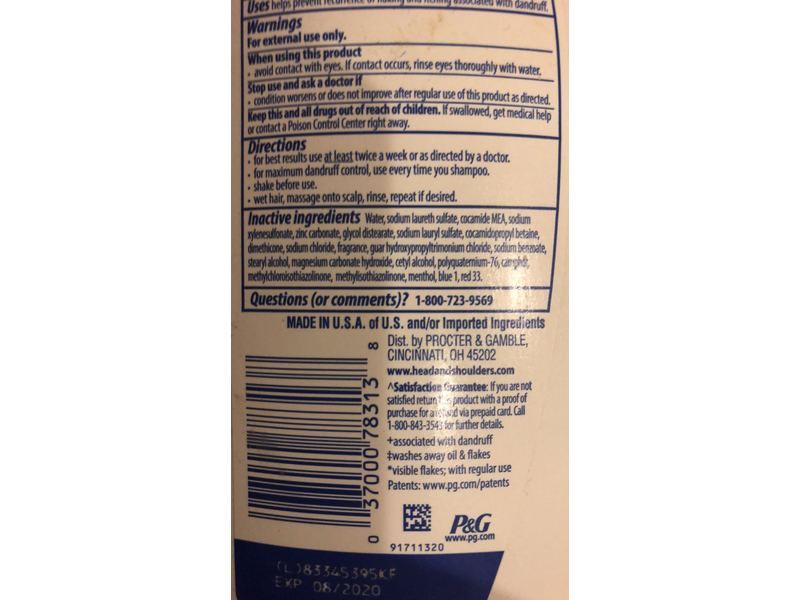 Uses helps prevent recurrence of flaking and itching associated with dandruff.
Warnings
For external use only.
When using this product
• avoid contact with eyes. If contact occurs, rinse eyes thoroughly with water.
Stop use and ask a doctor if
• condition worsens or does not improve after regular use of this product as directed.
Keep this and all drugs out of reach of children. If swallowed, get medical help
or contact a Poison Control Center right away.
Directions
• for best results use at least twice a week or as directed by a doctor.
• for maximum dandruff control, use every time you shampoo.
• shake before use.
• wet hair, massage onto scalp, rinse, repeat if desired.
Inactive ingredients Water, sodium laureth sulfate, cocamide MEA, sodium
xylenesulfonate, zinc carbonate, glycol distearate, sodium lauryl sulfate, cocamidopropyl betaine,
dimethicone, sodium chloride, fragrance, guar hydroxypropyltrimonium chloride, sodium benzoate,
stearyl alcohol, magnesium carbonate hydroxide, cetyl alcohol, polyquaternium-76, camphor,
methylchloroisothiazolinone, methylisothiazolinone, menthol, blue 1, red 33.
Questions (or comments)? 1-800-723-9569
MADE IN U.S.A. of U.S. and/or Imported Ingredients
Dist. by PROCTER & GAMBLE,
CINCINNATI, OH 45202
www.headandshoulders.com
^Satisfaction Guarantee: If you are not
satisfied return this product with a proof of
purchase for a refund via prepaid card. Call
1-800-843-3543 for further details.
+associated with dandruff
‡washes away oil & flakes
*visible flakes; with regular use
Patents: www.pg.com/patents
0 37000 78313 8
P&G
www.pg.com
91711320
(L)83345395KF
EXP 08/2020